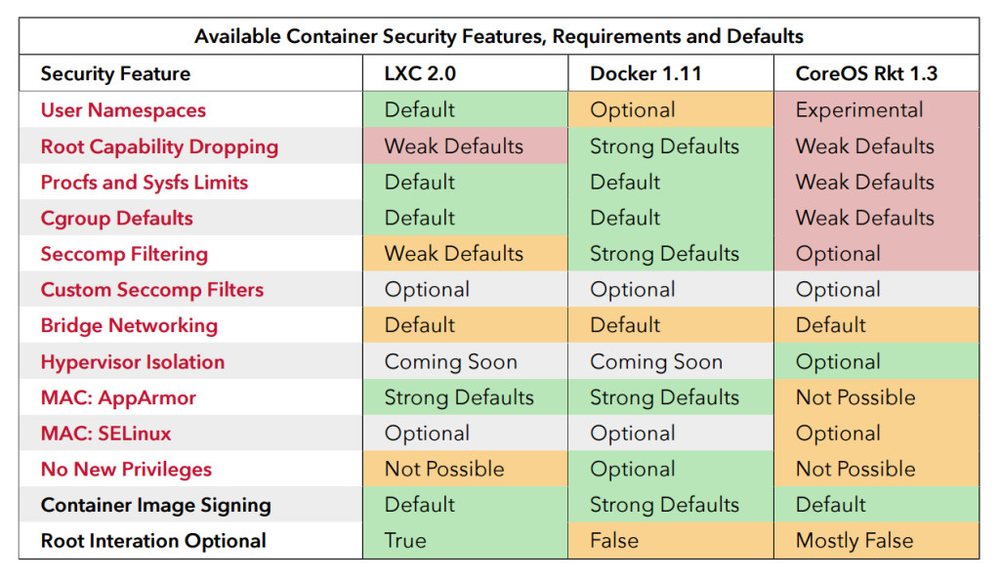 Available Container Security Features, Requirements and Defaults
Security Feature LXC 2.0 Docker 1.11 CoreOS Rkt 1.3
User Namespaces Default Optional Experimental
Root Capability Dropping Weak Defaults Strong Defaults Weak Defaults
Procfs and Sysfs Limits Default Default Weak Defaults
Cgroup Defaults Default Default Weak Defaults
Seccomp Filtering Weak Defaults Strong Defaults Optional
Custom Seccomp Filters Optional Optional Optional
Bridge Networking Default Default Default
Hypervisor Isolation Coming Soon Coming Soon Optional
MAC: AppArmor Strong Defaults Strong Defaults Not Possible
MAC: SELinux Optional Optional Optional
No New Privileges Not Possible Optional Not Possible
Container Image Signing Default Strong Defaults Default
Root Interation Optional True False Mostly False